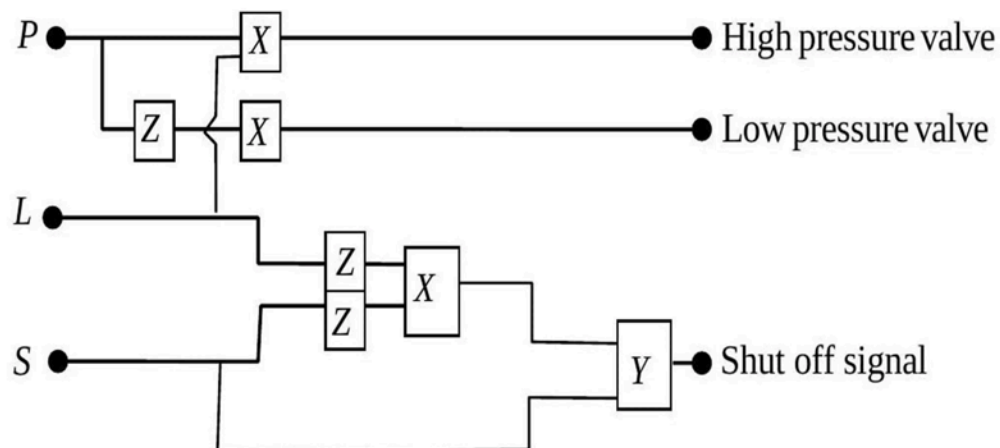 P X High pressure valve
Z X Low pressure valve
L
Z X
Z
S Y Shut off signal